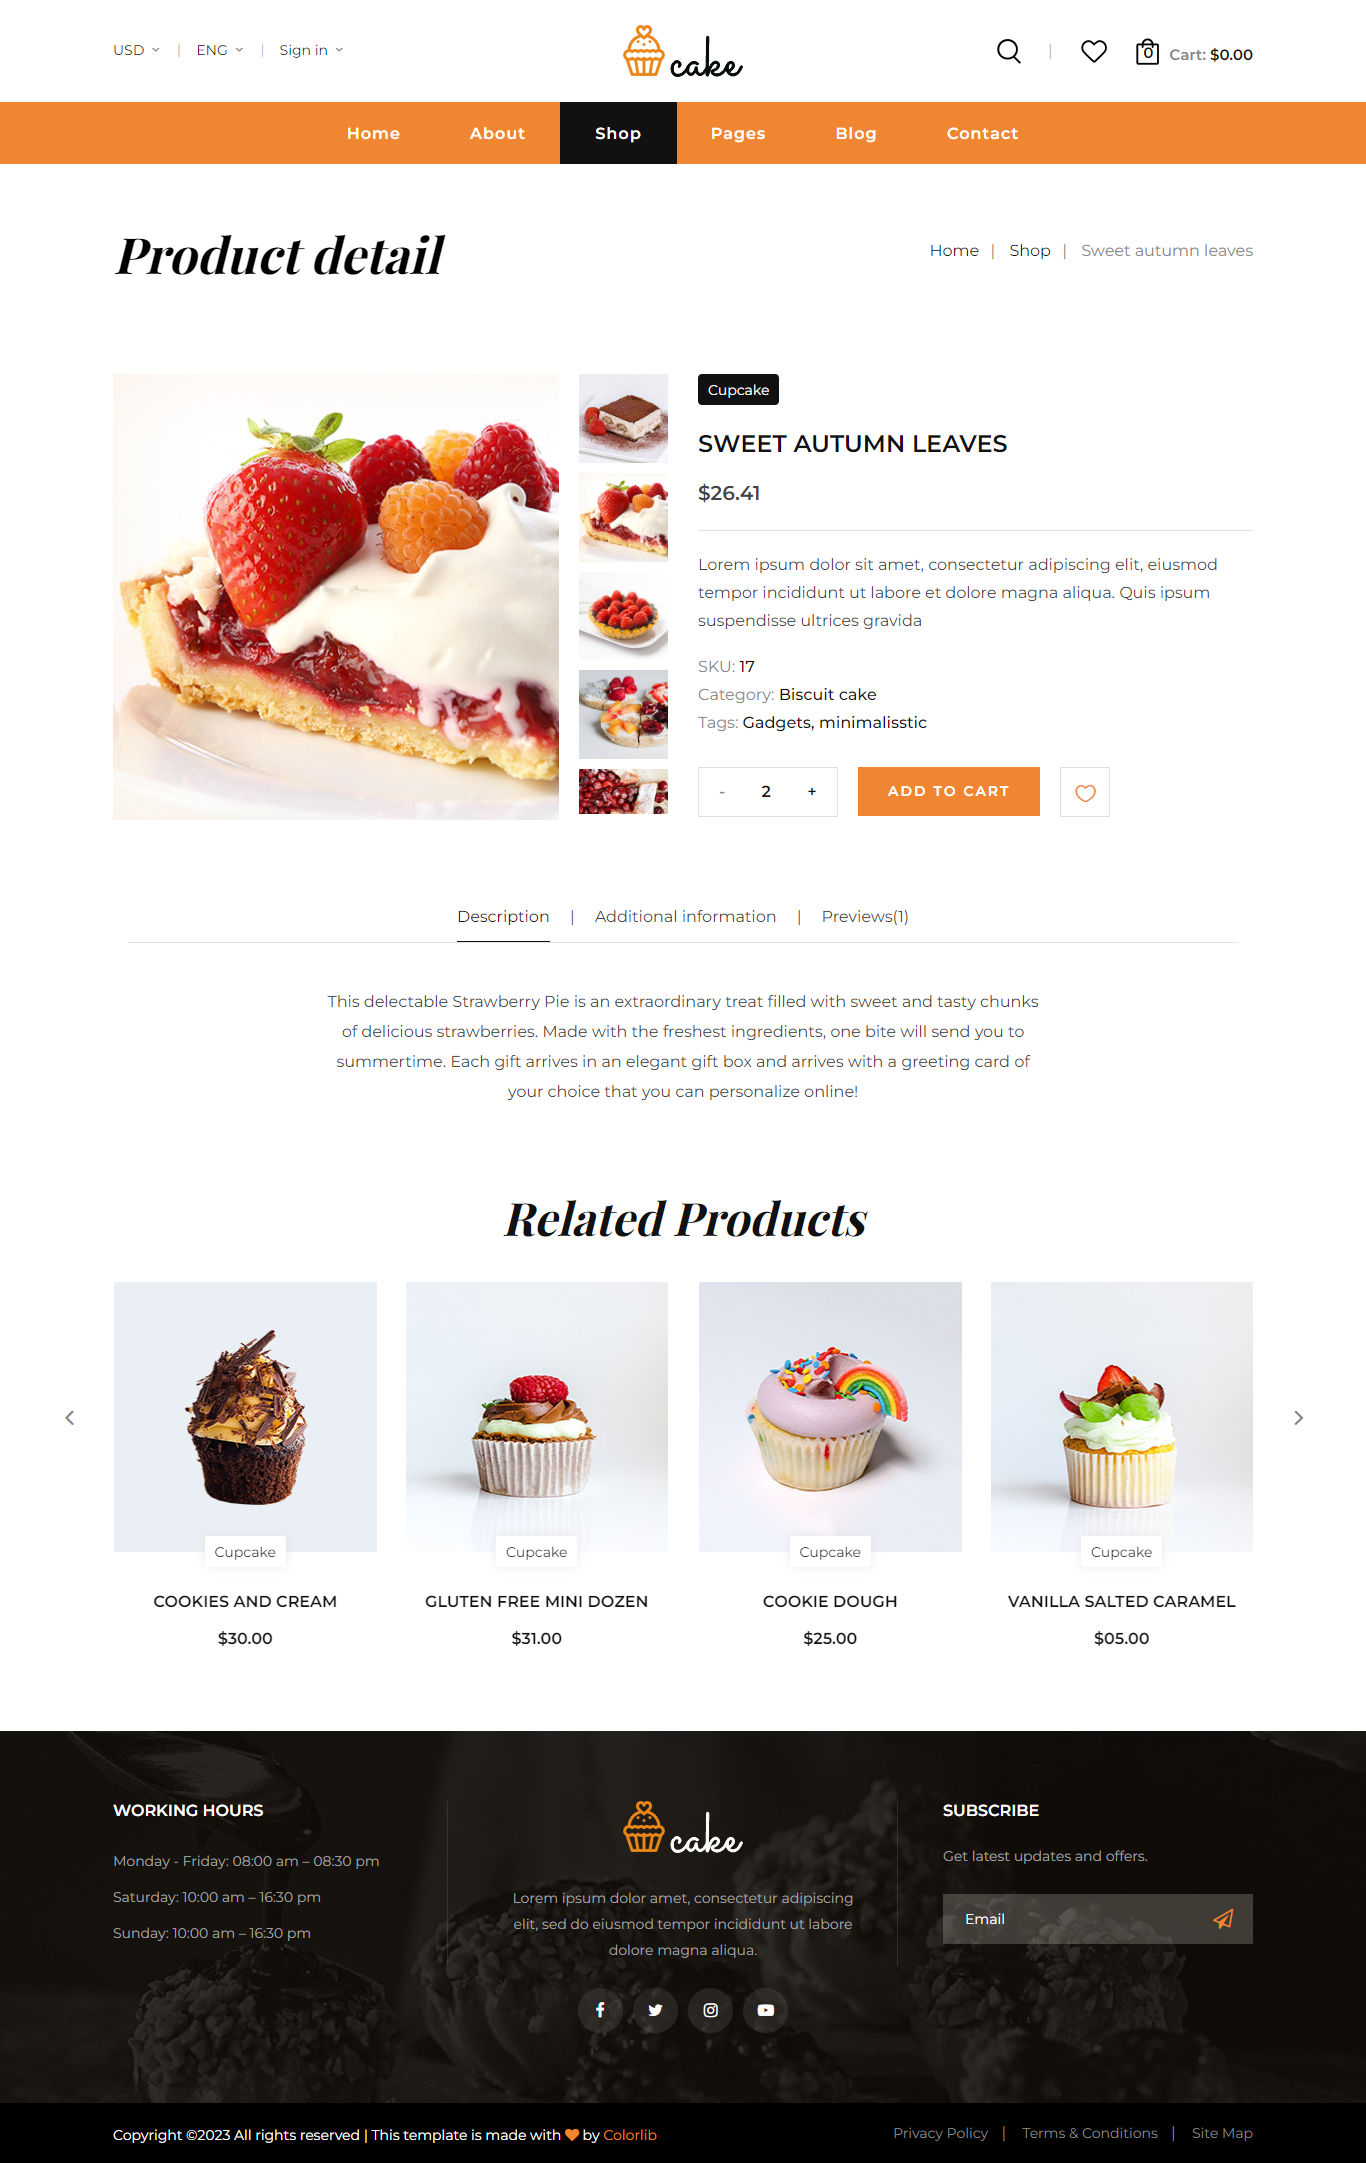 USD | ENG | Sign in
cake
| 0 Cart: $0.00
Home About Shop Pages Blog Contact
Product detail
Home | Shop | Sweet autumn leaves
Cupcake
SWEET AUTUMN LEAVES
$26.41
Lorem ipsum dolor sit amet, consectetur adipiscing elit, eiusmod
tempor incididunt ut labore et dolore magna aliqua. Quis ipsum
suspendisse ultrices gravida
SKU: 17
Category: Biscuit cake
Tags: Gadgets, minimalisstic
- 2 + ADD TO CART
Description | Additional information | Previews(1)
This delectable Strawberry Pie is an extraordinary treat filled with sweet and tasty chunks
of delicious strawberries. Made with the freshest ingredients, one bite will send you to
summertime. Each gift arrives in an elegant gift box and arrives with a greeting card of
your choice that you can personalize online!
Related Products
Cupcake
COOKIES AND CREAM
$30.00
Cupcake
GLUTEN FREE MINI DOZEN
$31.00
Cupcake
COOKIE DOUGH
$25.00
Cupcake
VANILLA SALTED CARAMEL
$05.00
WORKING HOURS
Monday - Friday: 08:00 am – 08:30 pm
Saturday: 10:00 am – 16:30 pm
Sunday: 10:00 am – 16:30 pm
cake
Lorem ipsum dolor amet, consectetur adipiscing
elit, sed do eiusmod tempor incididunt ut labore
dolore magna aliqua.
SUBSCRIBE
Get latest updates and offers.
Email
Copyright ©2023 All rights reserved | This template is made with by Colorlib
Privacy Policy | Terms & Conditions | Site Map